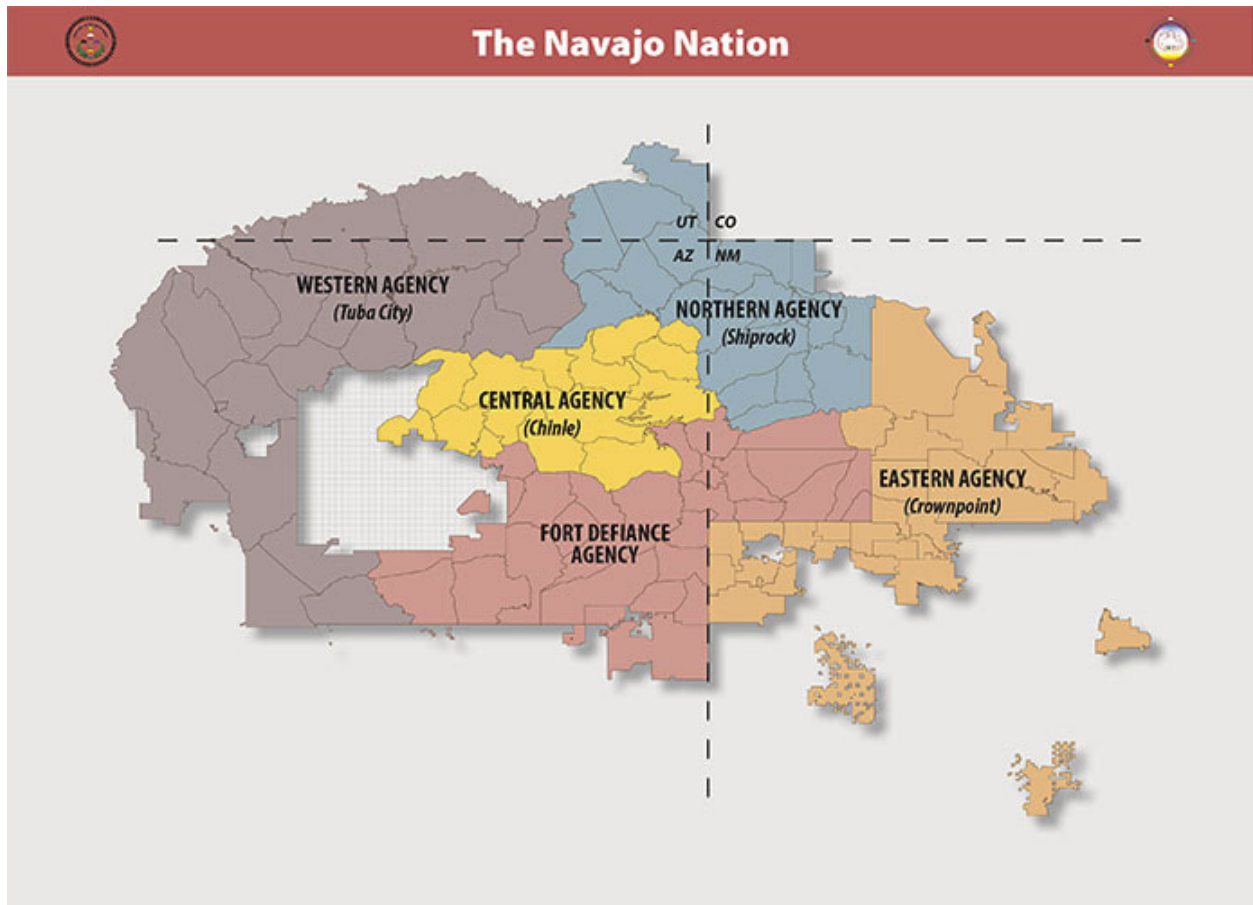 The Navajo Nation
UT CO
AZ NM
WESTERN AGENCY
(Tuba City)
NORTHERN AGENCY
(Shiprock)
CENTRAL AGENCY
(Chinle)
EASTERN AGENCY
(Crownpoint)
FORT DEFIANCE
AGENCY